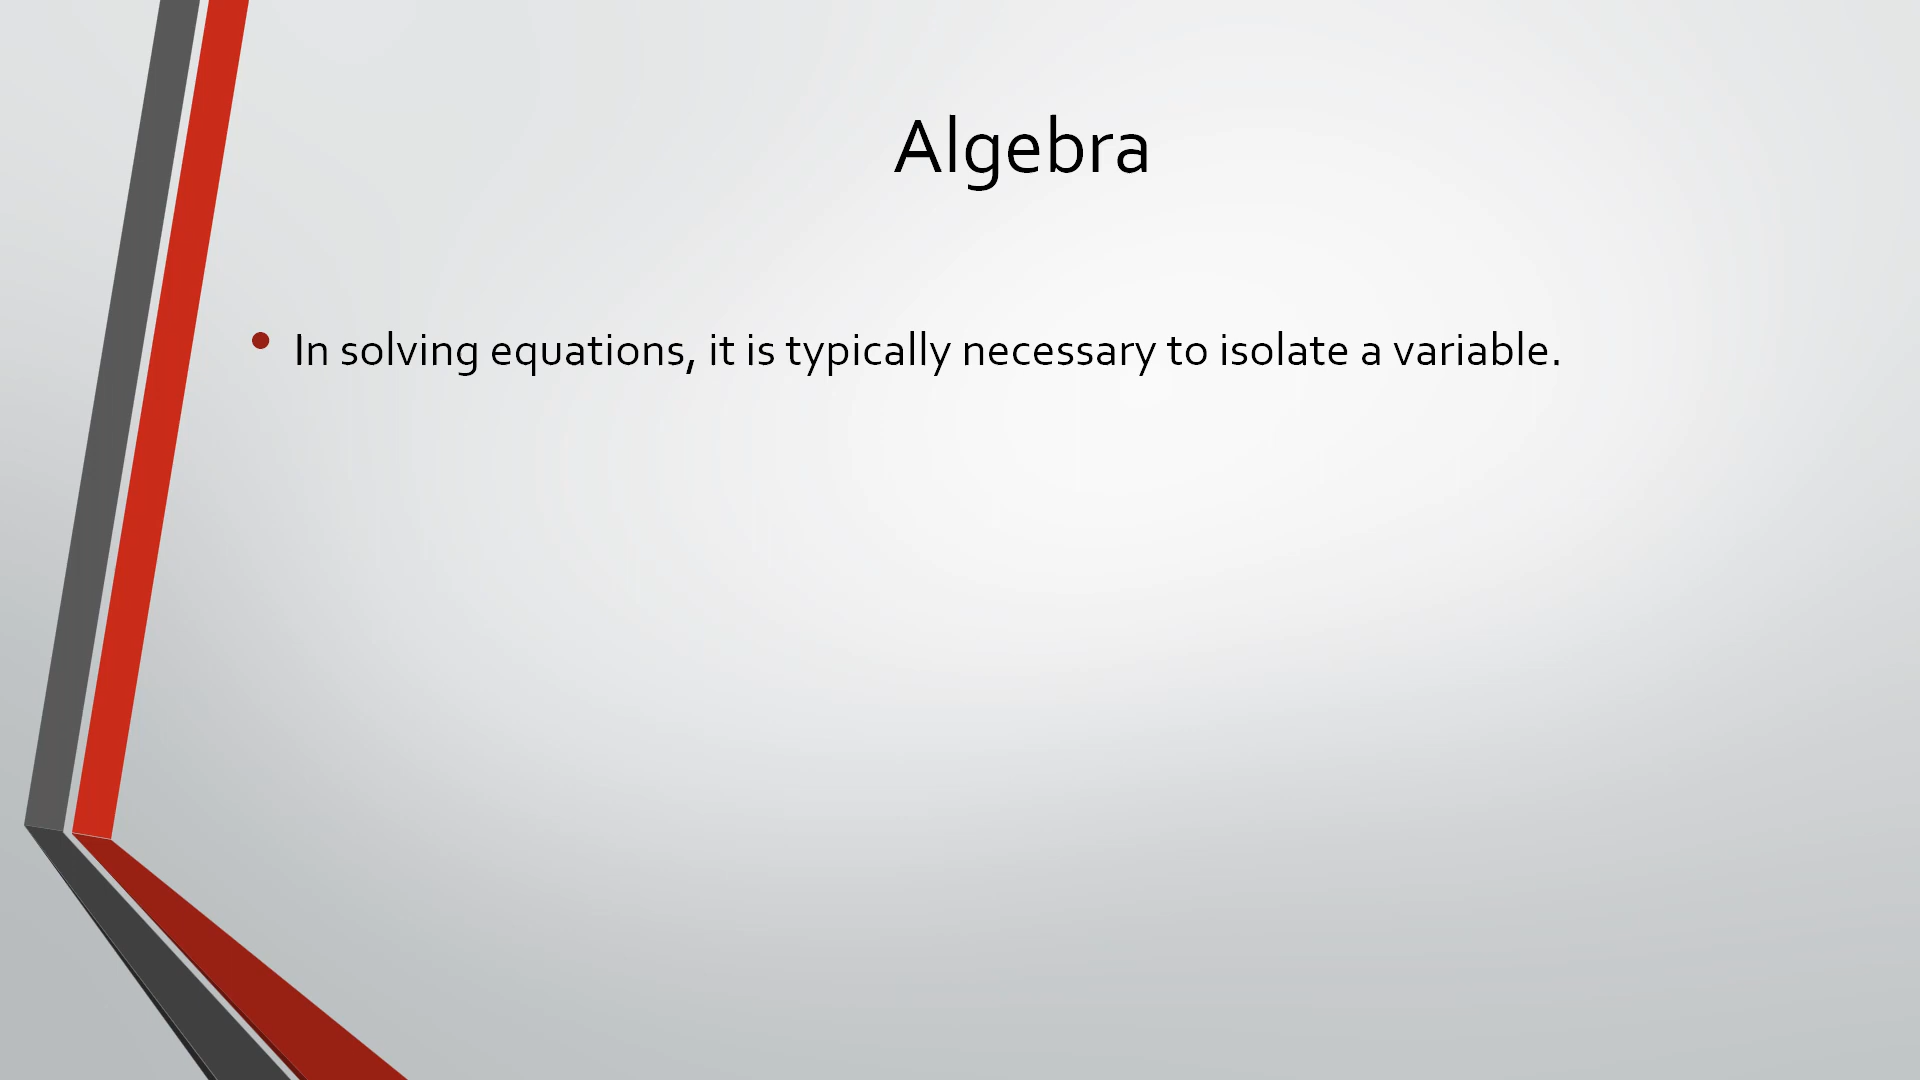 Algebra
• In solving equations, it is typically necessary to isolate a variable.